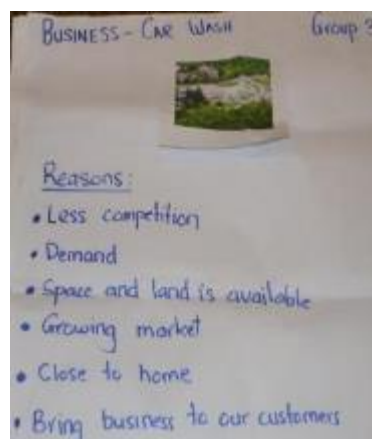 BUSINESS - CAR WASH Group 3
Reasons:
• Less competition
• Demand
• Space and land is available
• Growing market
• Close to home
• Bring business to our customers